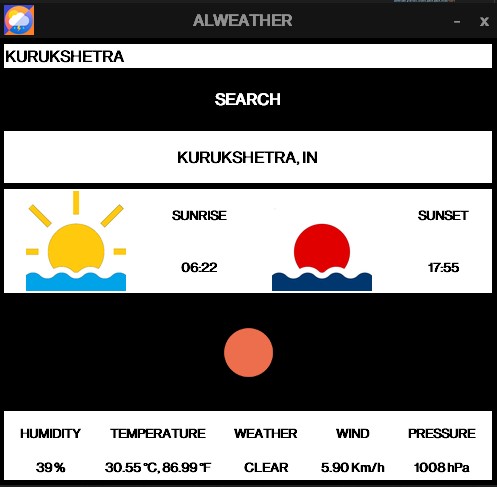 ALWEATHER - x
KURUKSHETRA
SEARCH
KURUKSHETRA, IN
SUNRISE SUNSET
06:22 17:55
HUMIDITY TEMPERATURE WEATHER WIND PRESSURE
39 % 30.55 °C, 86.99 °F CLEAR 5.90 Km/h 1008 hPa